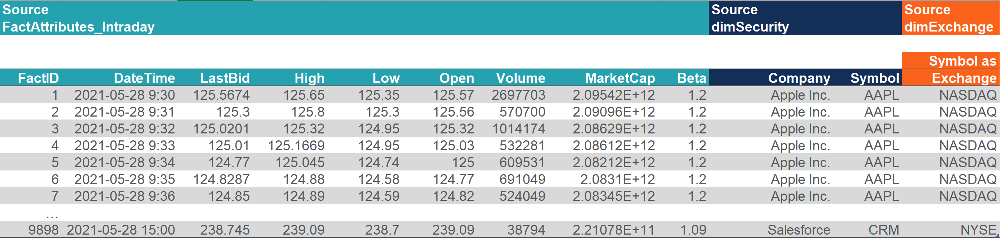 Source
FactAttributes_Intraday
Source
dimSecurity
Source
dimExchange
Symbol as
FactID DateTime LastBid High Low Open Volume MarketCap Beta Company Symbol Exchange
1 2021-05-28 9:30 125.5674 125.65 125.35 125.57 2697703 2.09542E+12 1.2 Apple Inc. AAPL NASDAQ
2 2021-05-28 9:31 125.3 125.8 125.3 125.56 570700 2.09096E+12 1.2 Apple Inc. AAPL NASDAQ
3 2021-05-28 9:32 125.0201 125.32 124.95 125.32 1014174 2.08629E+12 1.2 Apple Inc. AAPL NASDAQ
4 2021-05-28 9:33 125.01 125.1669 124.95 125.03 532281 2.08612E+12 1.2 Apple Inc. AAPL NASDAQ
5 2021-05-28 9:34 124.77 125.045 124.74 125 609531 2.08212E+12 1.2 Apple Inc. AAPL NASDAQ
6 2021-05-28 9:35 124.8287 124.88 124.58 124.77 691049 2.0831E+12 1.2 Apple Inc. AAPL NASDAQ
7 2021-05-28 9:36 124.85 124.89 124.59 124.82 524049 2.08345E+12 1.2 Apple Inc. AAPL NASDAQ
...
9898 2021-05-28 15:00 238.745 239.09 238.7 239.09 38794 2.21078E+11 1.09 Salesforce CRM NYSE